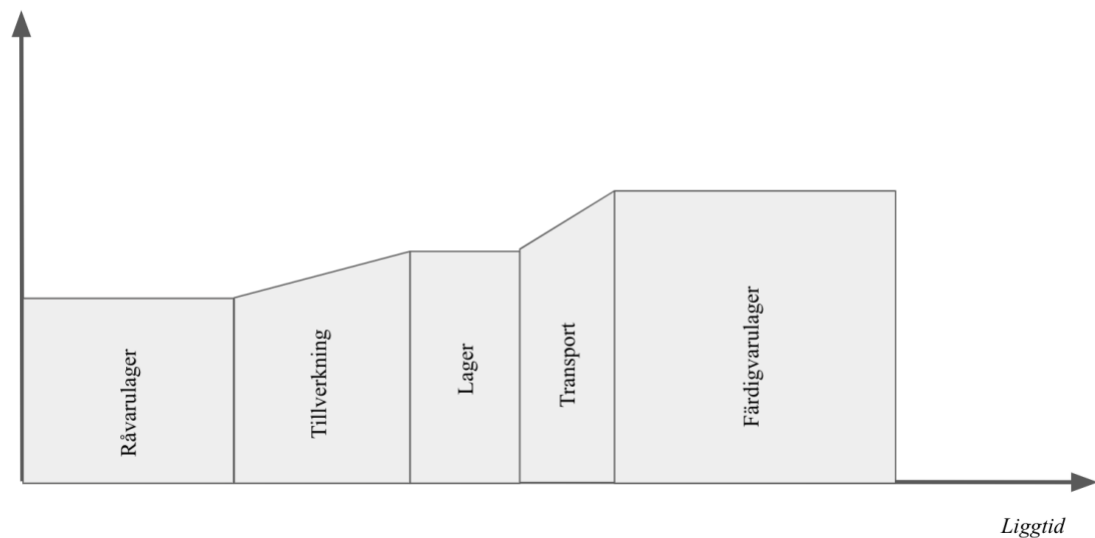 Råvarulager
Tillverkning
Lager
Transport
Färdigvarulager
Liggtid